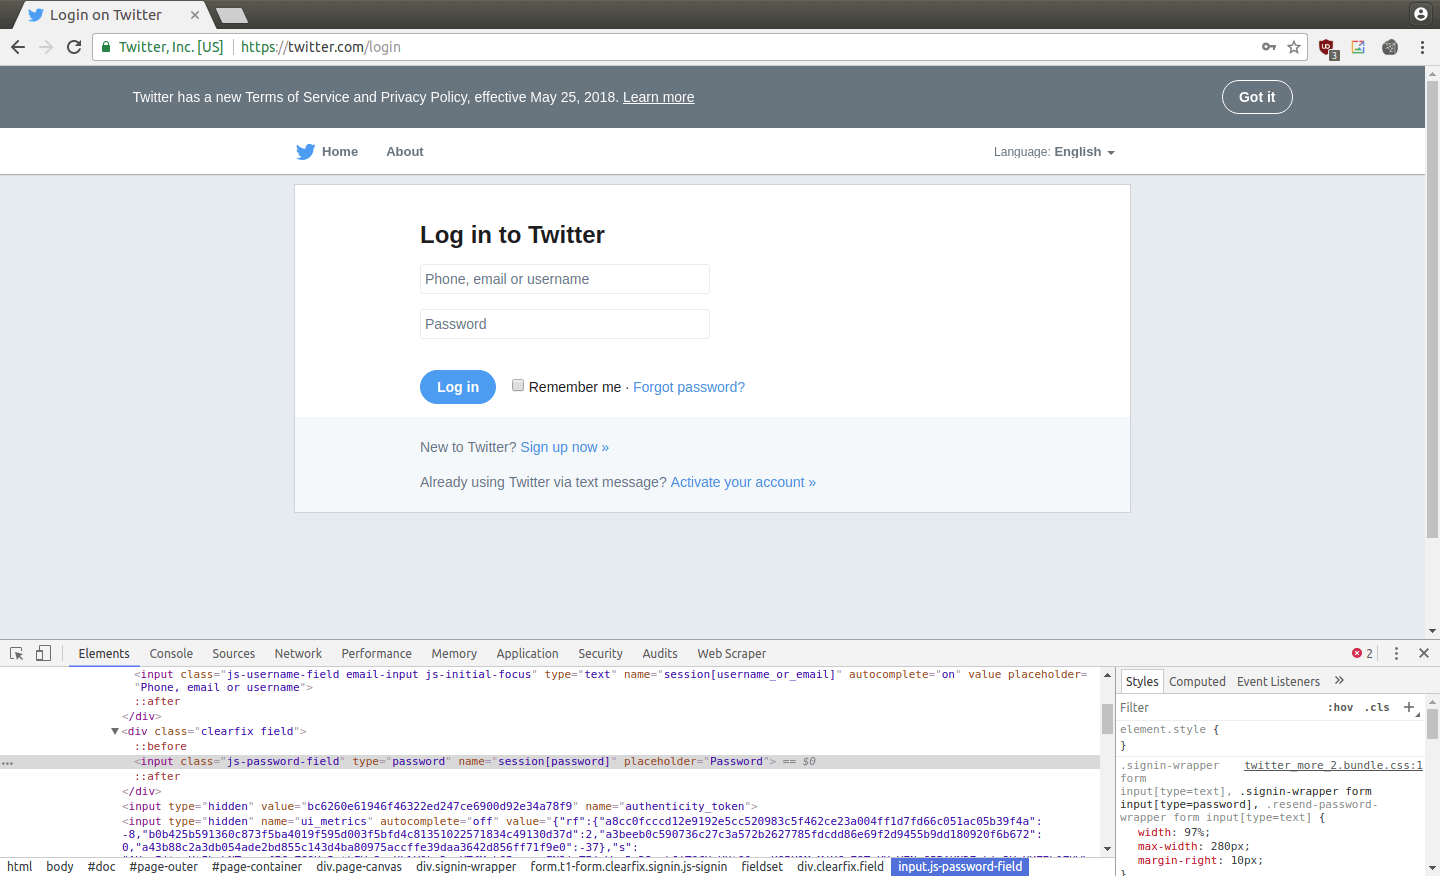 Login on Twitter
Twitter, Inc. [US] https://twitter.com/login
3
Twitter has a new Terms of Service and Privacy Policy, effective May 25, 2018. Learn more
Got it
Home About Language: English
Log in to Twitter
Phone, email or username
Password
Log in Remember me · Forgot password?
New to Twitter? Sign up now »
Already using Twitter via text message? Activate your account »
Elements Console Sources Network Performance Memory Application Security Audits Web Scraper 2
<input class="js-username-field email-input js-initial-focus" type="text" name="session[username_or_email]" autocomplete="on" value placeholder=
"Phone, email or username">
::after
</div>
<div class="clearfix field">
::before
... <input class="js-password-field" type="password" name="session[password]" placeholder="Password"> == $0
::after
</div>
<input type="hidden" value="bc6260e61946f46322ed247ce6900d92e34a78f9" name="authenticity_token">
<input type="hidden" name="ui_metrics" autocomplete="off" value="{"rf":{"a8cc0fcccd12e9192e5cc520983c5f462ce23a004ff1d7fd66c051ac05b39f4a":
-8,"b0b425b591360c873f5ba4019f595d003f5bfd4c81351022571834c49130d37d":2,"a3beeb0c590736c27c3a572b2627785fdcdd86e69f2d9455b9dd180920f6b672":
0,"a43b88c2a3db054ade2bd855c143d4ba80975accffe39daa3642d856ff71f9e0":-37},"s":
html body #doc #page-outer #page-container div.page-canvas div.signin-wrapper form.t1-form.clearfix.signin.js-signin fieldset div.clearfix.field input.js-password-field
Styles Computed Event Listeners »
Filter :hov .cls +
element.style {
}
.signin-wrapper twitter_more_2.bundle.css:1
form
input[type=text], .signin-wrapper form
input[type=password], .resend-password-
wrapper form input[type=text] {
width: 97%;
max-width: 280px;
margin-right: 10px;
}